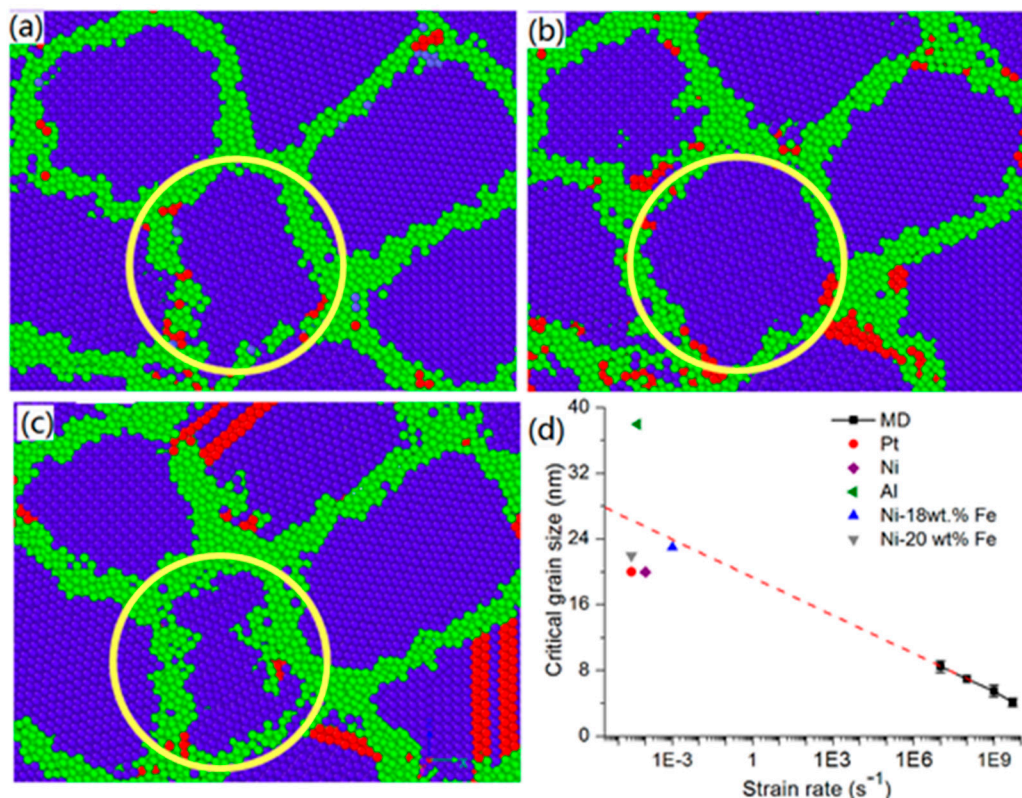 (a)
(b)
(c)
(d)
40
32
24
16
8
0
Critical grain size (nm)
MD
Pt
Ni
Al
Ni-18wt.% Fe
Ni-20 wt% Fe
1E-3
1
1E3
1E6
1E9
Strain rate (s⁻¹)